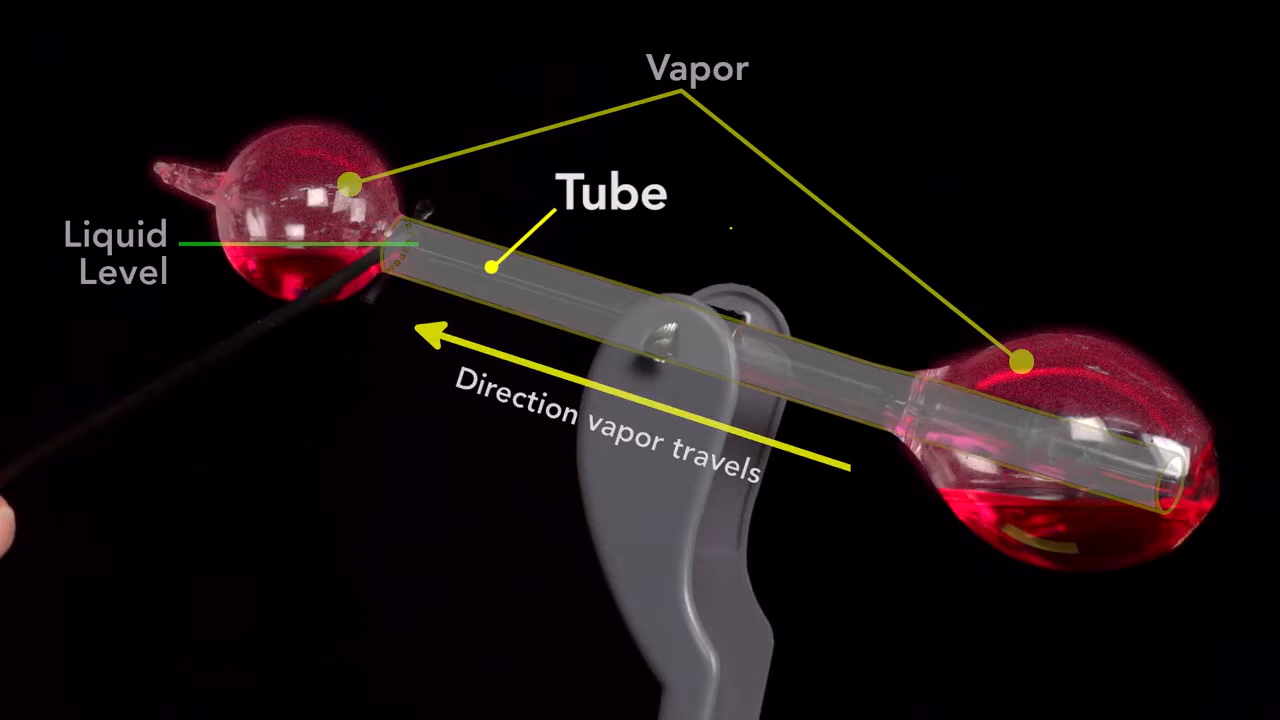 Vapor
Tube
Liquid
Level
Direction vapor travels